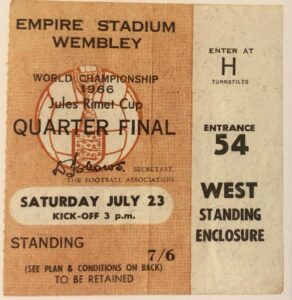 EMPIRE STADIUM
WEMBLEY
WORLD CHAMPIONSHIP
1966
Jules Rimet Cup
QUARTER FINAL
SECRETARY.
THE FOOTBALL ASSOCIATION
SATURDAY JULY 23
KICK-OFF 3 p.m.
STANDING
7/6
(SEE PLAN & CONDITIONS ON BACK)
TO BE RETAINED
ENTER AT
H
TURNSTILES
ENTRANCE
54
WEST
STANDING
ENCLOSURE